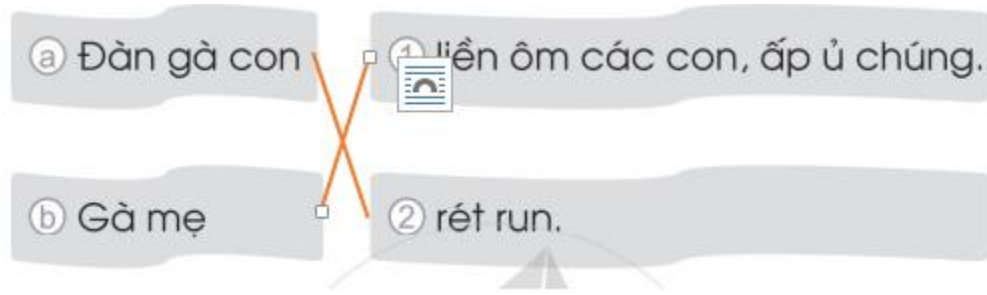 a Đàn gà con
1 liền ôm các con, ấp ủ chúng.
b Gà mẹ
2 rét run.